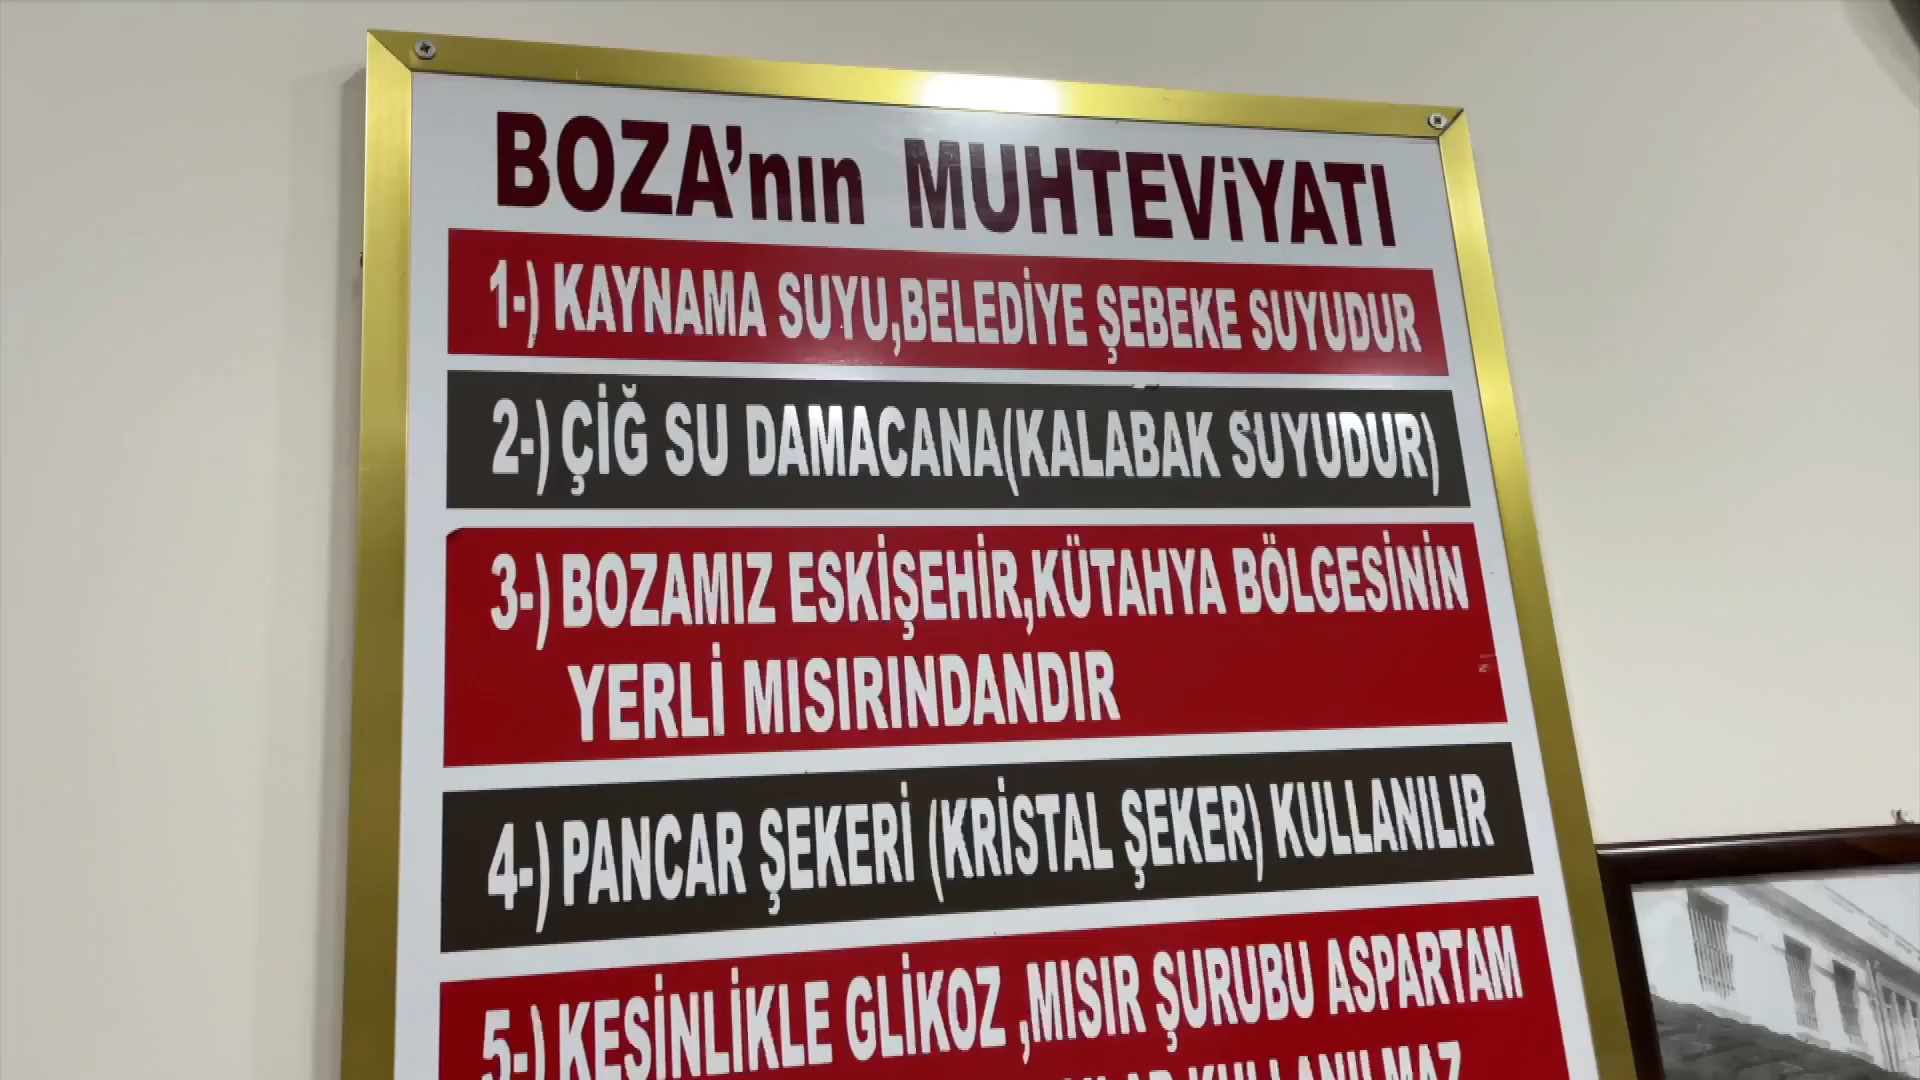 BOZA'nın MUHTEViYATI
1-) KAYNAMA SUYU,BELEDİYE ŞEBEKE SUYUDUR
2-) ÇİĞ SU DAMACANA(KALABAK SUYUDUR)
3-) BOZAMIZ ESKİŞEHİR,KÜTAHYA BÖLGESİNİN
YERLİ MISIRINDANDIR
4-) PANCAR ŞEKERİ (KRİSTAL ŞEKER) KULLANILIR
5-) KESİNLİKLE GLİKOZ ,MISIR ŞURUBU ASPARTAM
KULLANILMAZ